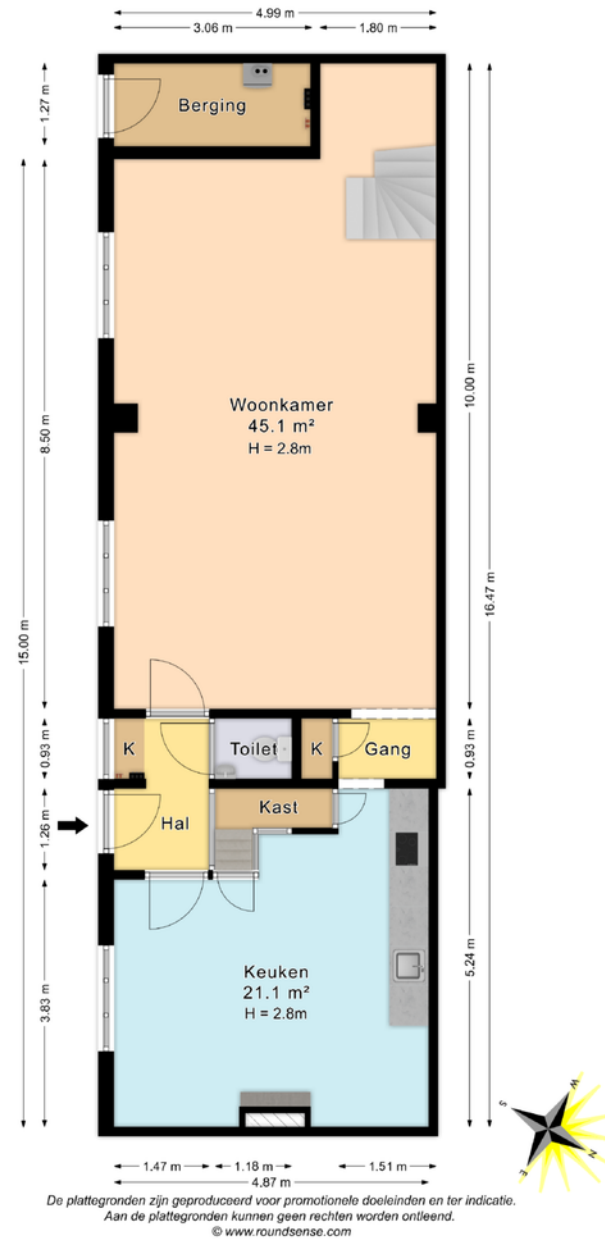 4.99 m
3.06 m
1.80 m
1.27 m
Berging
15.00 m
8.50 m
10.00 m
16.47 m
Woonkamer
45.1 m²
H = 2.8m
0.93 m
K
Toilet
K
Gang
0.93 m
1.26 m
Hal
Kast
3.83 m
5.24 m
Keuken
21.1 m²
H = 2.8m
S
W
N
E
1.47 m
1.18 m
1.51 m
4.87 m
De plattegronden zijn geproduceerd voor promotionele doeleinden en ter indicatie.
Aan de plattegronden kunnen geen rechten worden ontleend.
© www.roundsense.com